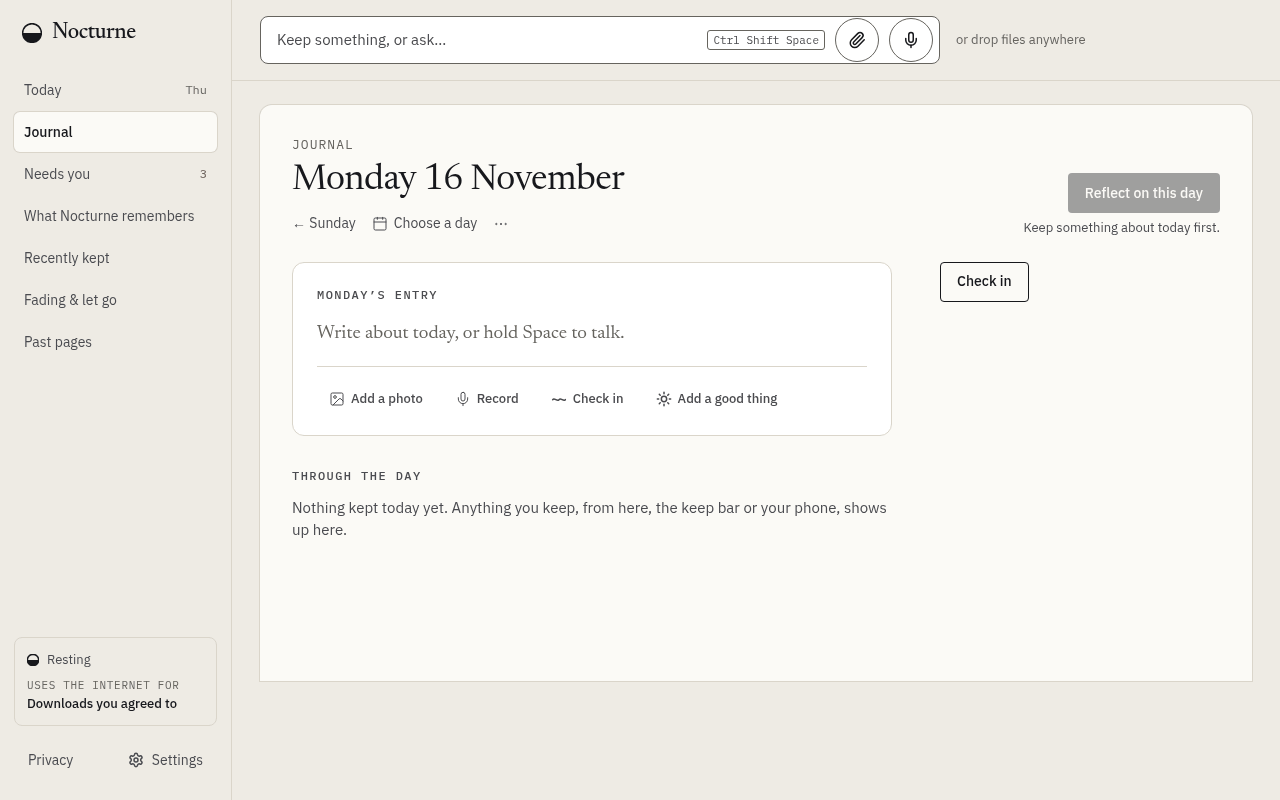 Nocturne
Keep something, or ask...
Ctrl Shift Space
or drop files anywhere
Today
Thu
Journal
Needs you
3
What Nocturne remembers
Recently kept
Fading & let go
Past pages
Resting
USES THE INTERNET FOR
Downloads you agreed to
Privacy
Settings
JOURNAL
Monday 16 November
← Sunday
Choose a day
···
Reflect on this day
Keep something about today first.
MONDAY’S ENTRY
Write about today, or hold Space to talk.
Add a photo
Record
Check in
Add a good thing
Check in
THROUGH THE DAY
Nothing kept today yet. Anything you keep, from here, the keep bar or your phone, shows
up here.